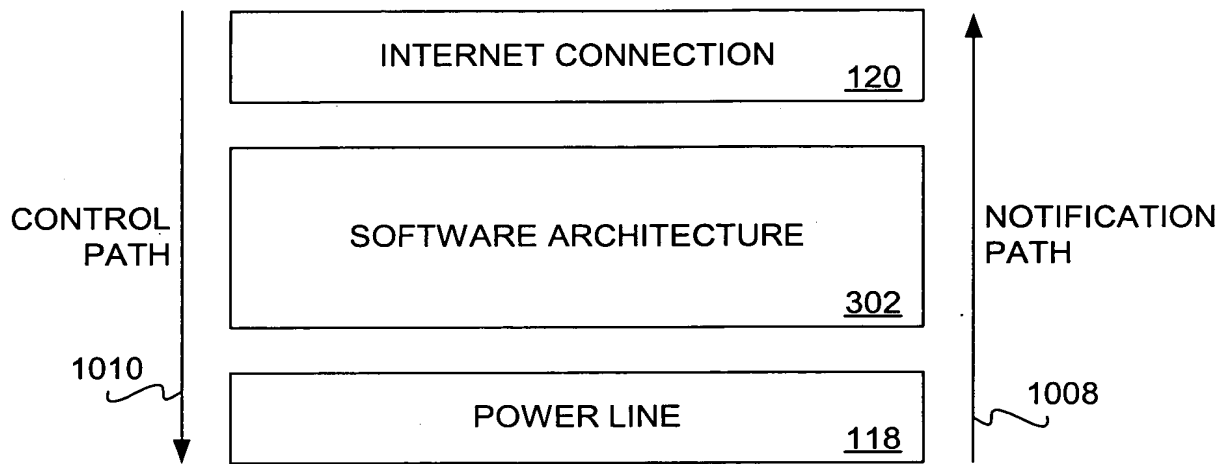 INTERNET CONNECTION
120
CONTROL
PATH
SOFTWARE ARCHITECTURE
302
NOTIFICATION
PATH
1010
POWER LINE
118
1008